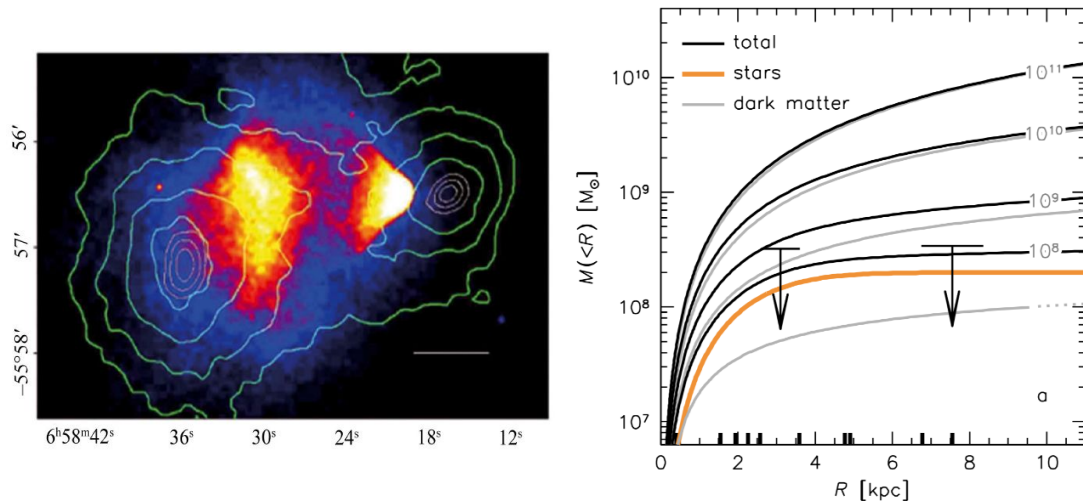 56′
57′
−55°58′
6ʰ58ᵐ42ˢ 36ˢ 30ˢ 24ˢ 18ˢ 12ˢ
total
stars
dark matter
10¹¹
10¹⁰
10⁹
10⁸
a
M(<R) [M☉]
10¹⁰
10⁹
10⁸
10⁷
0 2 4 6 8 10
R [kpc]